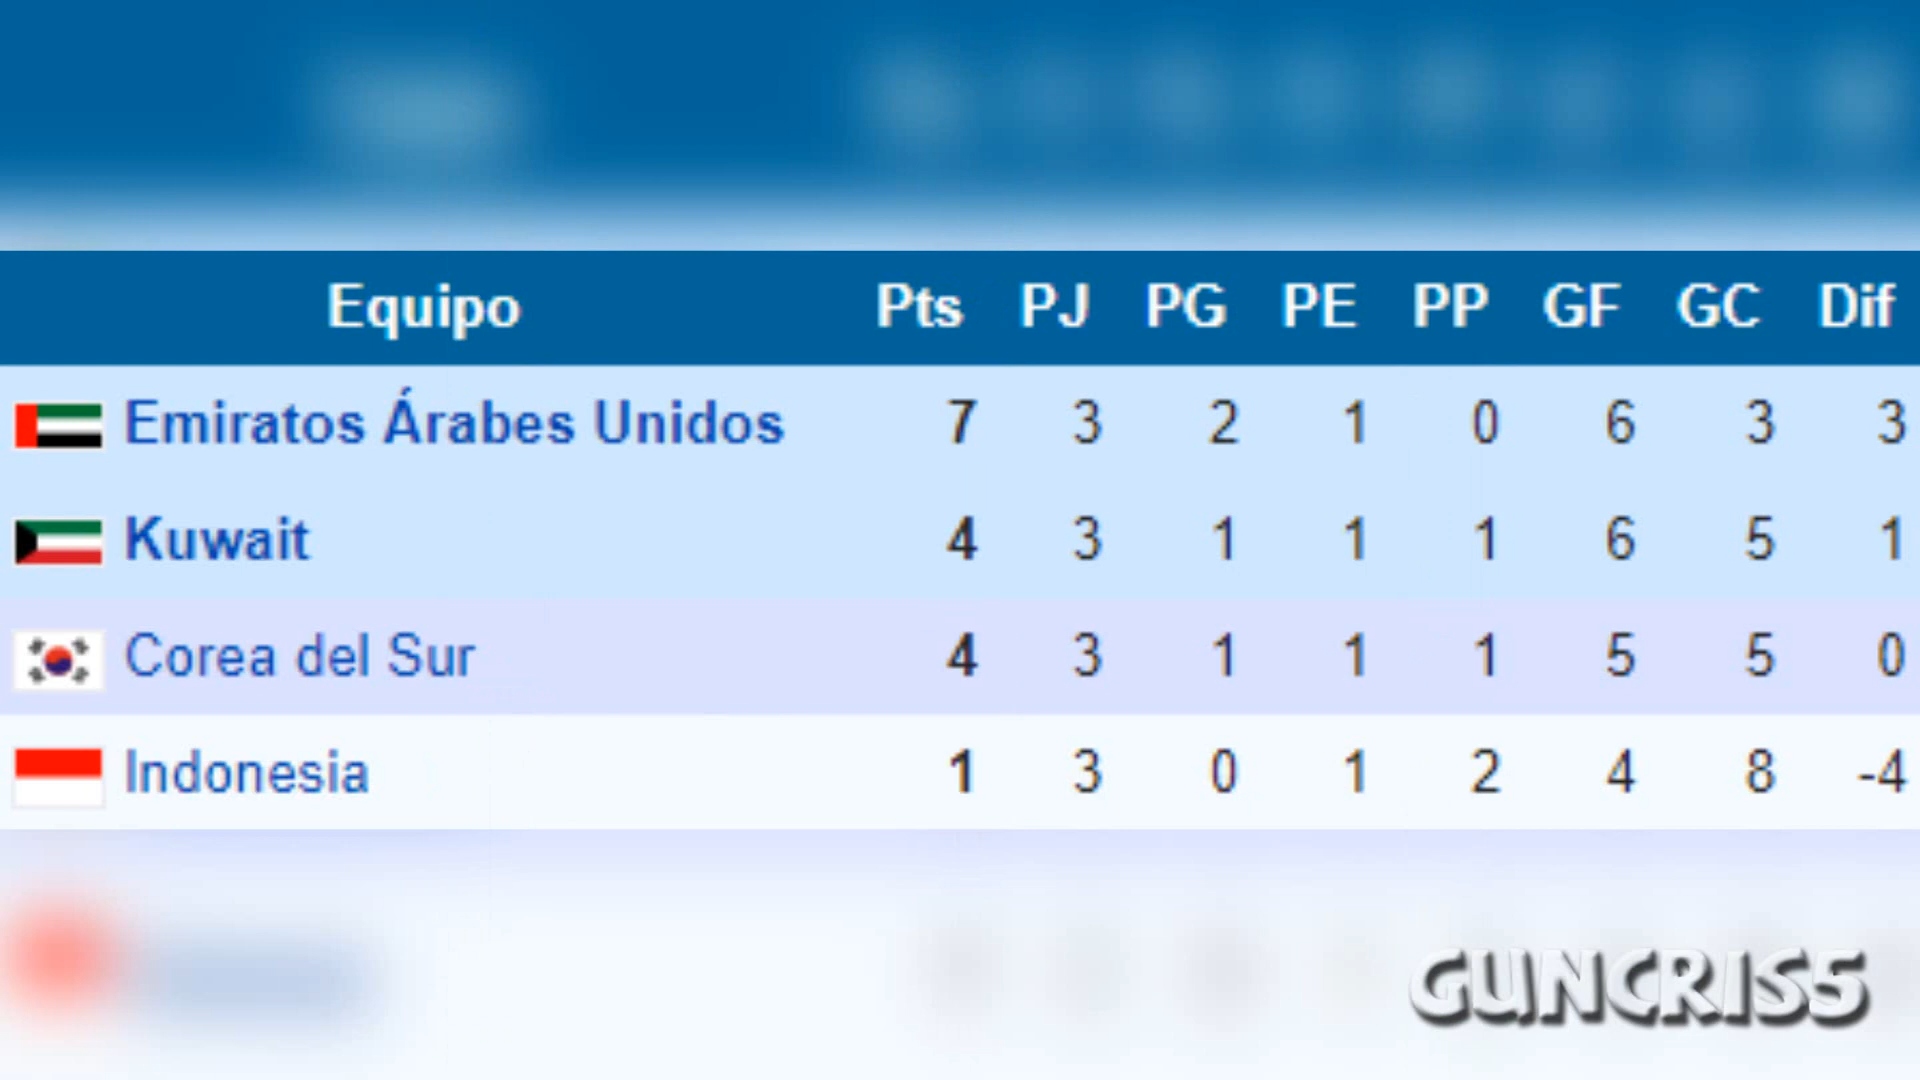 Equipo Pts PJ PG PE PP GF GC Dif
Emiratos Árabes Unidos 7 3 2 1 0 6 3 3
Kuwait 4 3 1 1 1 6 5 1
Corea del Sur 4 3 1 1 1 5 5 0
Indonesia 1 3 0 1 2 4 8 -4
GUNCRIS5